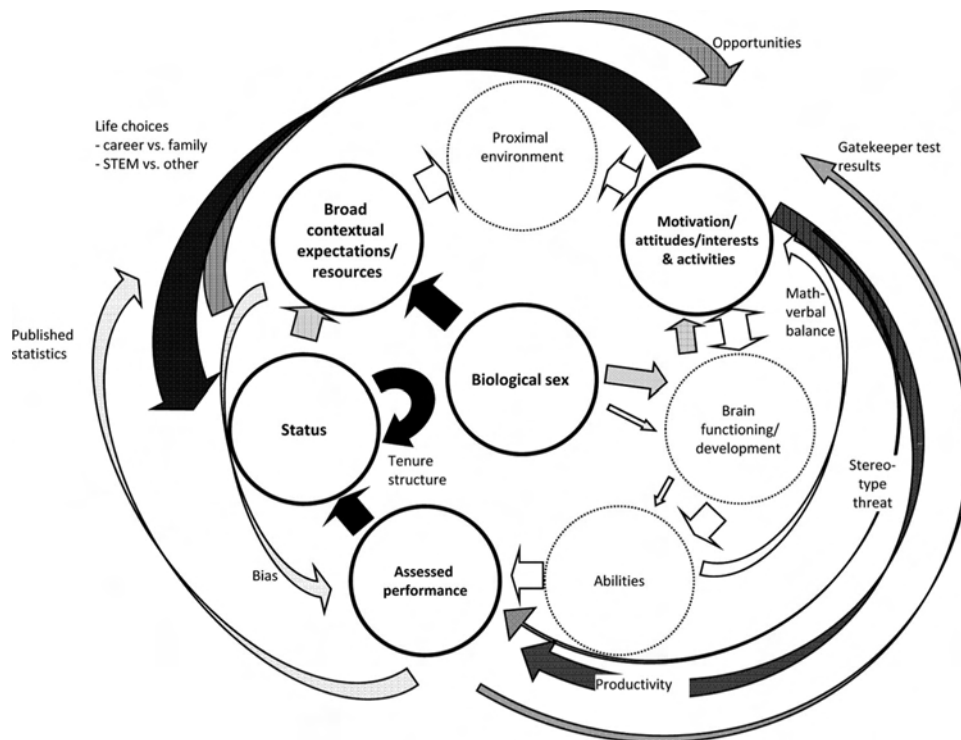 Opportunities
Life choices
- career vs. family
- STEM vs. other
Proximal
environment
Gatekeeper test
results
Broad
contextual
expectations/
resources
Motivation/
attitudes/interests
& activities
Published
statistics
Math-
verbal
balance
Biological sex
Status
Brain
functioning/
development
Tenure
structure
Stereo-
type
threat
Bias
Assessed
performance
Abilities
Productivity